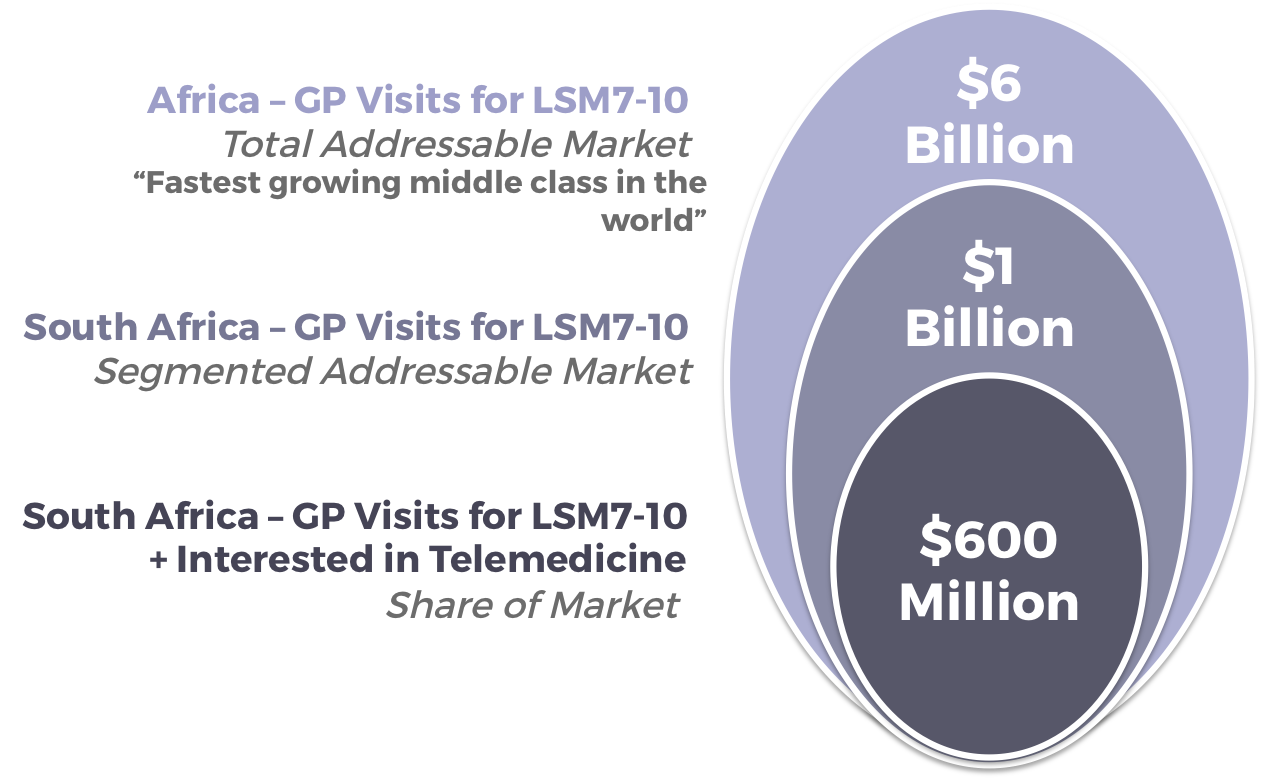 Africa – GP Visits for LSM7-10
Total Addressable Market
“Fastest growing middle class in the
world”
$6
Billion
South Africa – GP Visits for LSM7-10
Segmented Addressable Market
$1
Billion
South Africa – GP Visits for LSM7-10
+ Interested in Telemedicine
Share of Market
$600
Million